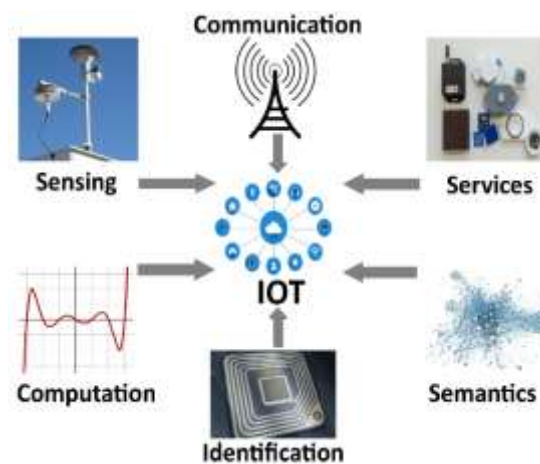 Communication
Sensing
Services
IOT
Computation
Semantics
Identification